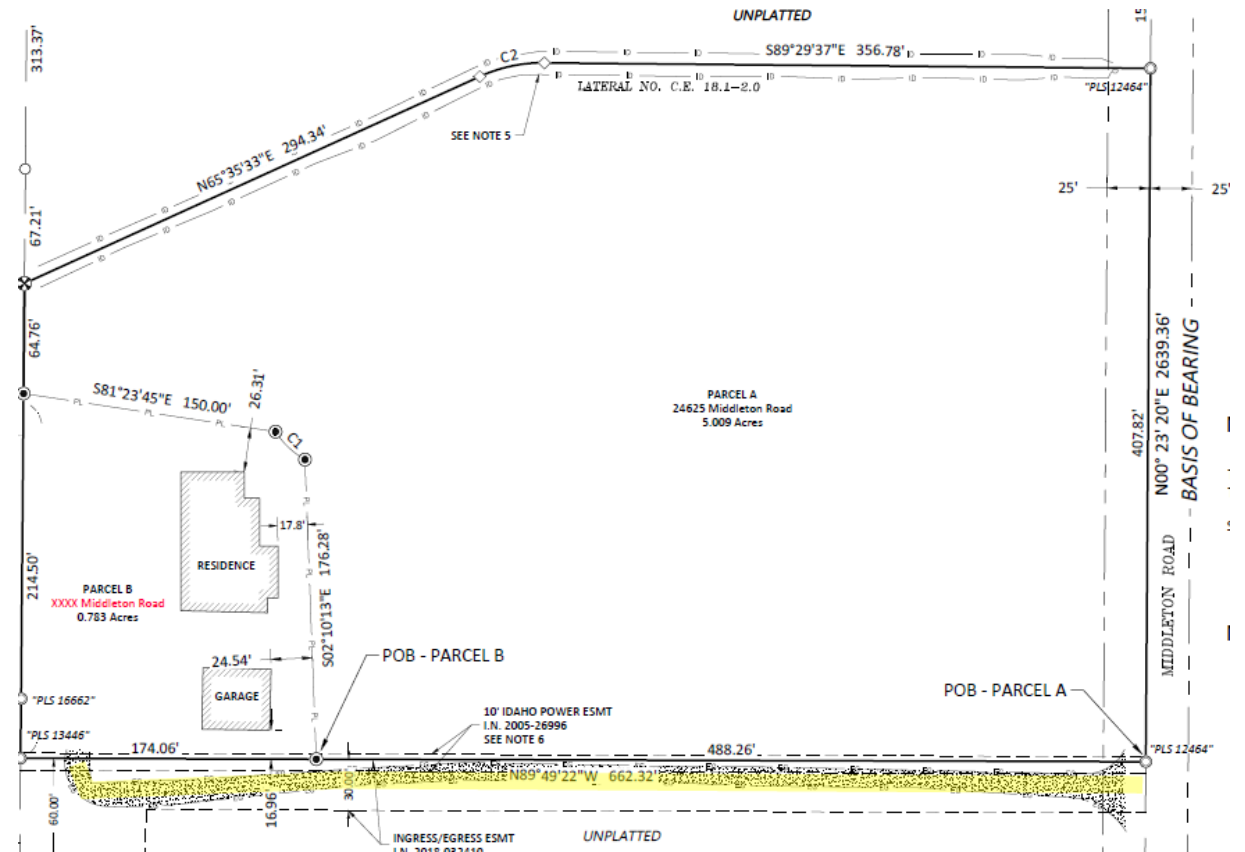 UNPLATTED
313.37'
C2
S89°29'37"E 356.78'
LATERAL NO. C.E. 18.1-2.0
"PLS 12464"
SEE NOTE 5
N65°35'33"E 294.34'
25'
25'
67.21'
64.76'
S81°23'45"E 150.00'
26.31'
C1
PARCEL A
24625 Middleton Road
5.009 Acres
407.82'
N00° 23' 20"E 2639.36'
BASIS OF BEARING
17.8'
RESIDENCE
S02°10'13"E 176.28'
214.50'
PARCEL B
XXXX Middleton Road
0.783 Acres
MIDDLETON ROAD
24.54'
GARAGE
POB - PARCEL B
POB - PARCEL A
"PLS 16662"
10' IDAHO POWER ESMT
I.N. 2005-26996
SEE NOTE 6
"PLS 13446"
174.06'
488.26'
"PLS 12464"
N89°49'22"W 662.32'
60.00'
16.96'
30.00'
INGRESS/EGRESS ESMT
UNPLATTED